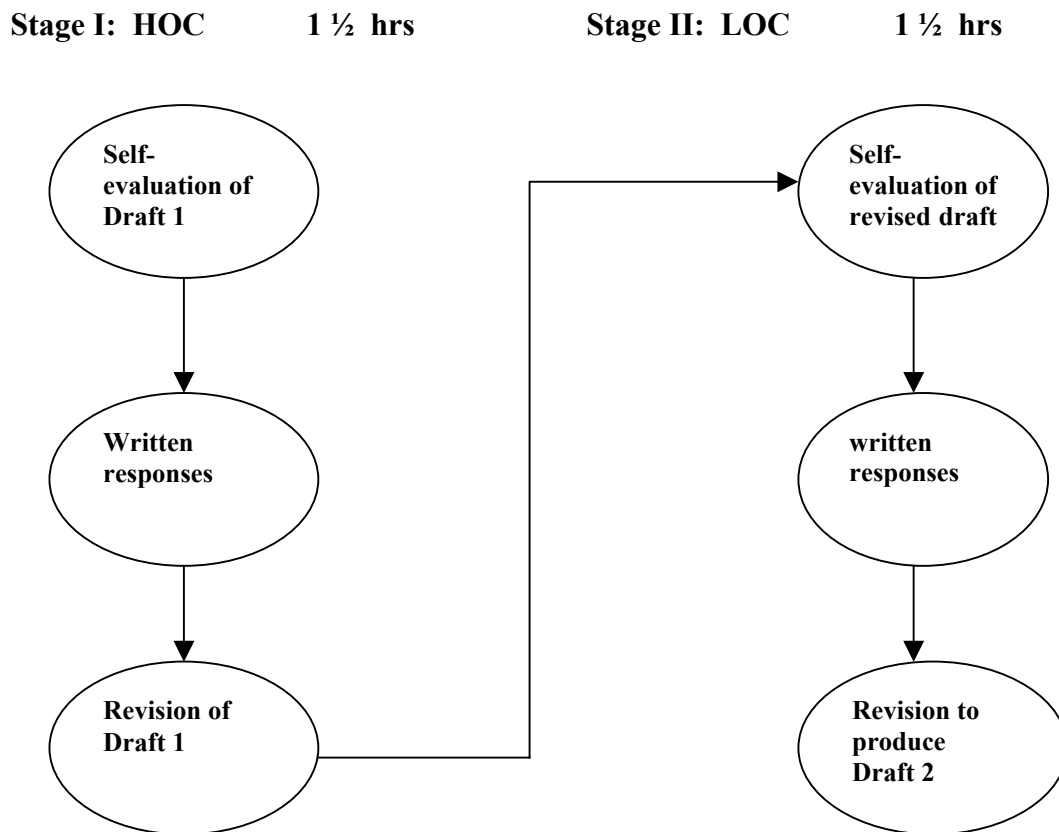 Stage I: HOC 1 ½ hrs Stage II: LOC 1 ½ hrs
Self-
evaluation of
Draft 1
Written
responses
Revision of
Draft 1
Self-
evaluation of
revised draft
written
responses
Revision to
produce
Draft 2